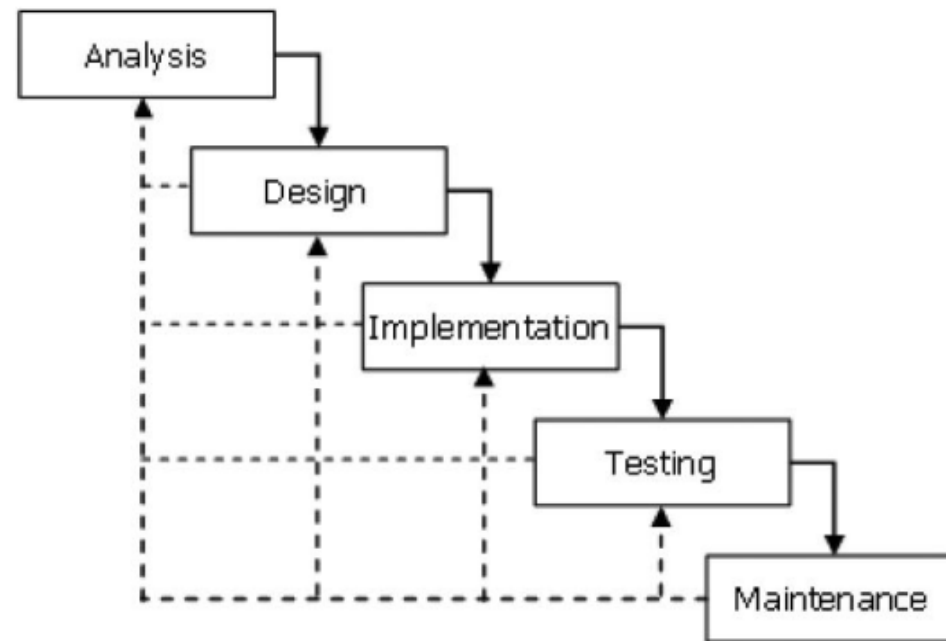 Analysis
Design
Implementation
Testing
Maintenance